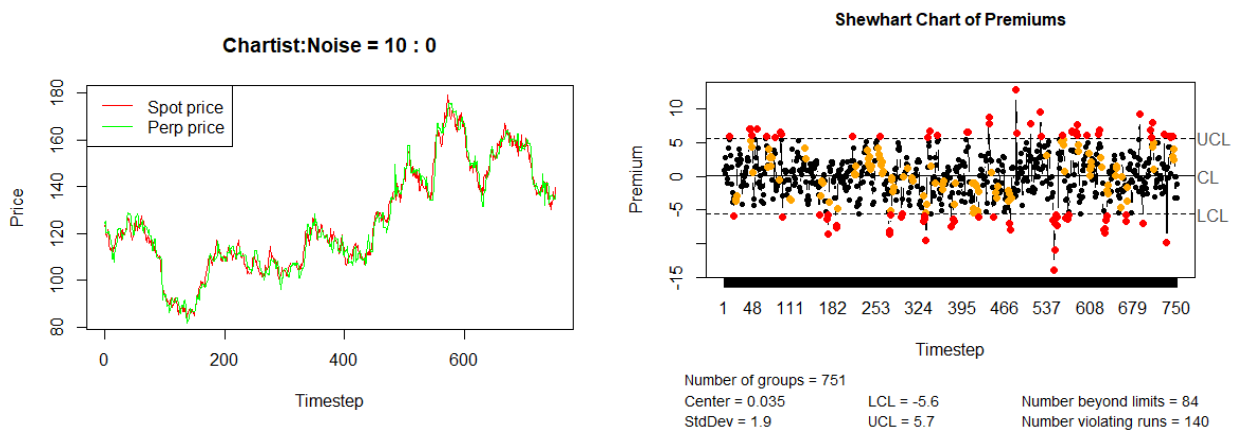 Chartist:Noise = 10 : 0
Spot price
Perp price
Price
80 100 120 140 160 180
0 200 400 600
Timestep
Shewhart Chart of Premiums
Premium
-15 -5 0 5 10
UCL
CL
LCL
1 48 111 182 253 324 395 466 537 608 679 750
Timestep
Number of groups = 751
Center = 0.035 LCL = -5.6 Number beyond limits = 84
StdDev = 1.9 UCL = 5.7 Number violating runs = 140